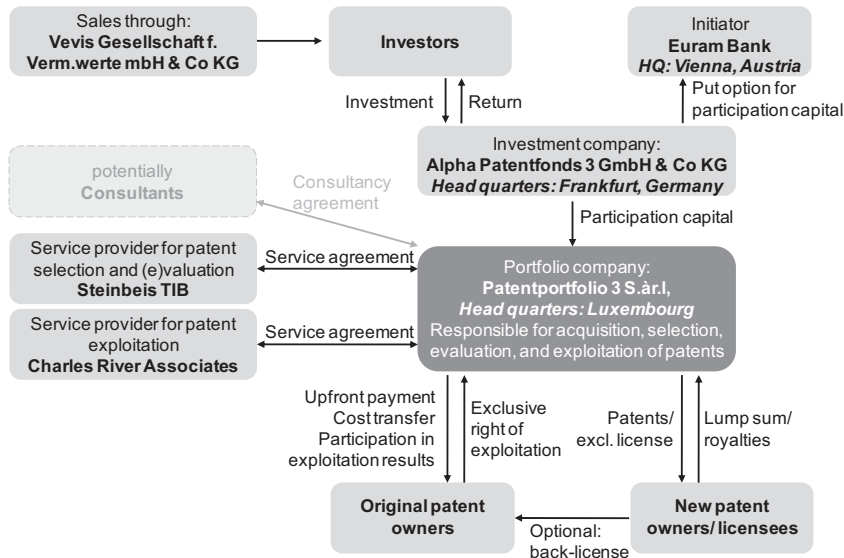 Sales through:
Vevis Gesellschaft f.
Verm.werte mbH & Co KG
Investors
Initiator
Euram Bank
HQ: Vienna, Austria
Investment
Return
Put option for
participation capital
Investment company:
Alpha Patentfonds 3 GmbH & Co KG
Head quarters: Frankfurt, Germany
potentially
Consultants
Consultancy
agreement
Participation capital
Service provider for patent
selection and (e)valuation
Steinbeis TIB
Service agreement
Portfolio company:
Patentportfolio 3 S.àr.l,
Head quarters: Luxembourg
Responsible for acquisition, selection,
evaluation, and exploitation of patents
Service provider for patent
exploitation
Charles River Associates
Service agreement
Upfront payment
Cost transfer
Participation in
exploitation results
Exclusive
right of
exploitation
Patents/
excl. license
Lump sum/
royalties
Original patent
owners
Optional:
back-license
New patent
owners/ licensees